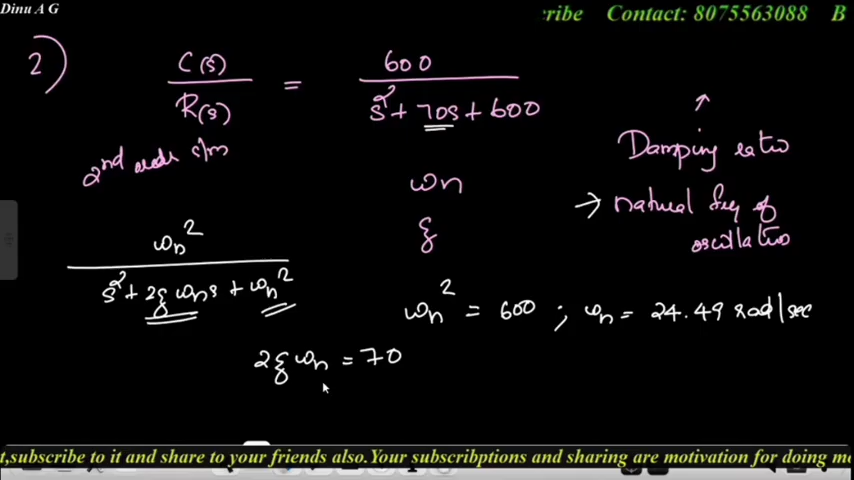 Dinu A G
ribe Contact: 8075563088 B
2)
C(s)/R(s) = 600/(s² + 70s + 600)
2nd order s/m
Damping ratio
ωn
→ natural freq of
oscillation
ξ
ωn²/(s² + 2ξωns + ωn²)
ωn² = 600 ; ωn = 24.49 rad/sec
2ξωn = 70
t,subscribe to it and share to your friends also.Your subscribptions and sharing are motivation for doing m